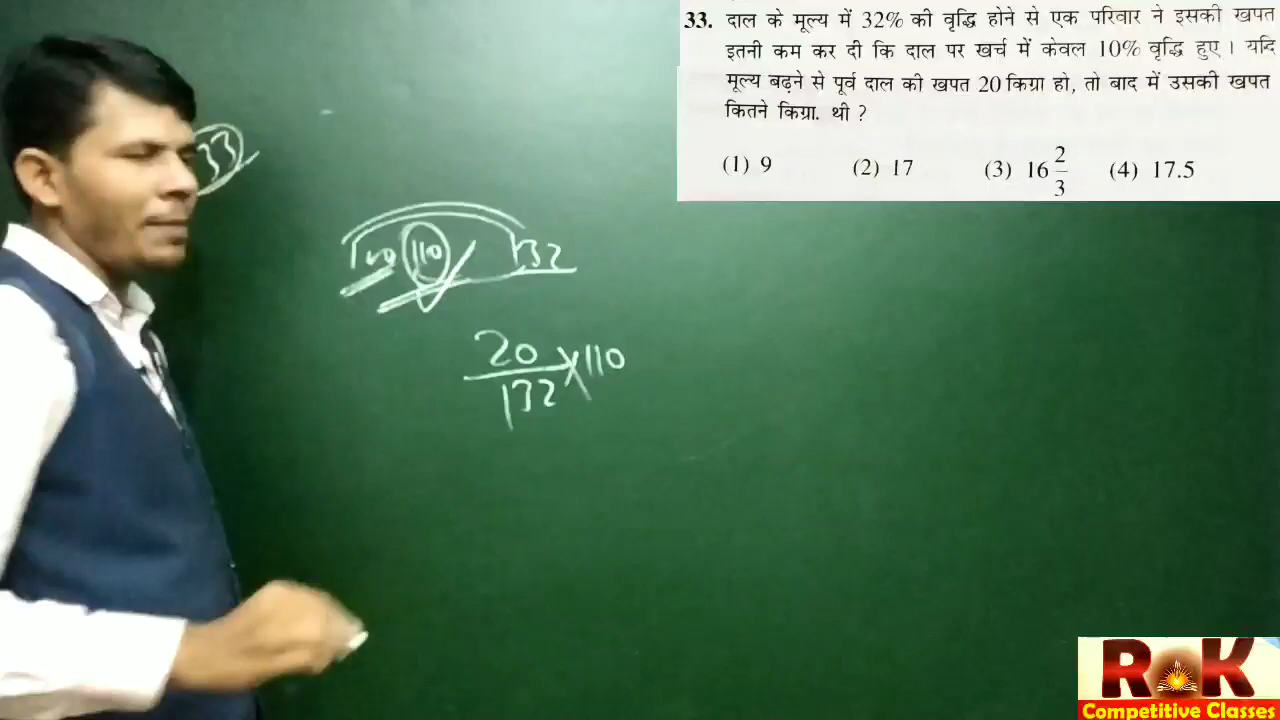 33. दाल के मूल्य में 32% की वृद्धि होने से एक परिवार ने इसकी खपत
इतनी कम कर दी कि दाल पर खर्च में केवल 10% वृद्धि हुए । यदि
मूल्य बढ़ने से पूर्व दाल की खपत 20 किग्रा हो, तो बाद में उसकी खपत
कितने किग्रा. थी ?
(1) 9 (2) 17 (3) 16 2/3 (4) 17.5
33
100 110 132
20/132 × 110
ROK
Competitive Classes